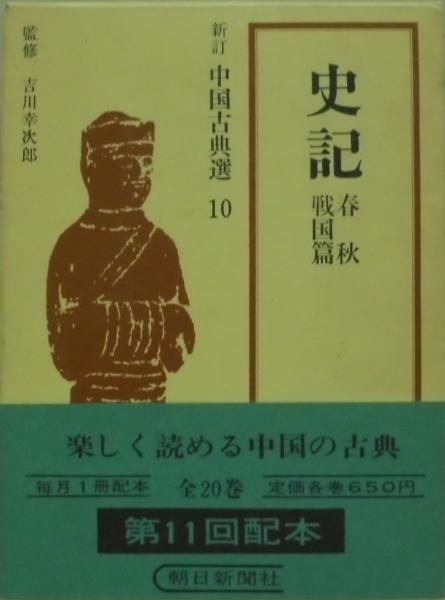 史記
春秋
戦国篇
新訂 中国古典選 10
監修 吉川幸次郎
楽しく読める中国の古典
毎月1冊配本 全20巻 定価各巻650円
第11回配本
朝日新聞社